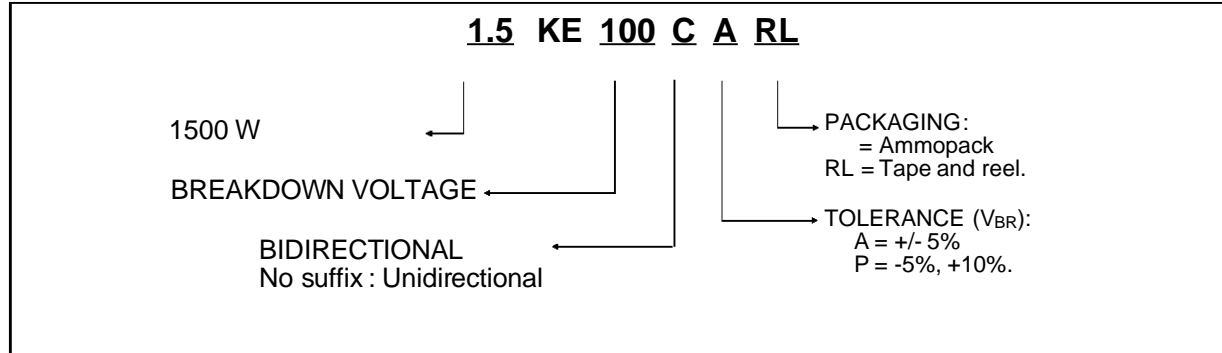 1.5 KE 100 C A RL
1500 W
BREAKDOWN VOLTAGE
BIDIRECTIONAL
No suffix : Unidirectional
PACKAGING:
= Ammopack
RL = Tape and reel.
TOLERANCE (VBR):
A = +/- 5%
P = -5%, +10%.